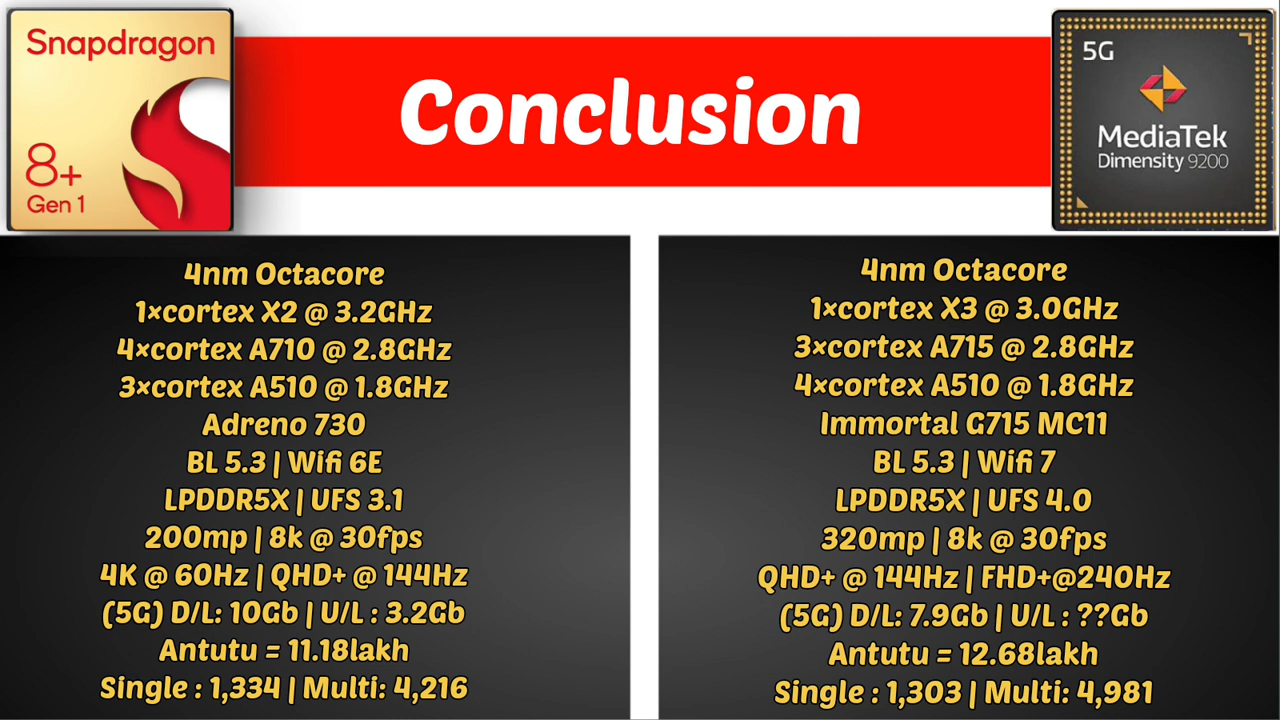 Snapdragon
8+
Gen 1
Conclusion
5G
MediaTek
Dimensity 9200
4nm Octacore
1×cortex X2 @ 3.2GHz
4×cortex A710 @ 2.8GHz
3×cortex A510 @ 1.8GHz
Adreno 730
BL 5.3 | Wifi 6E
LPDDR5X | UFS 3.1
200mp | 8k @ 30fps
4K @ 60Hz | QHD+ @ 144Hz
(5G) D/L: 10Gb | U/L : 3.2Gb
Antutu = 11.18lakh
Single : 1,334 | Multi: 4,216
4nm Octacore
1×cortex X3 @ 3.0GHz
3×cortex A715 @ 2.8GHz
4×cortex A510 @ 1.8GHz
Immortal G715 MC11
BL 5.3 | Wifi 7
LPDDR5X | UFS 4.0
320mp | 8k @ 30fps
QHD+ @ 144Hz | FHD+@240Hz
(5G) D/L: 7.9Gb | U/L : ??Gb
Antutu = 12.68lakh
Single : 1,303 | Multi: 4,981